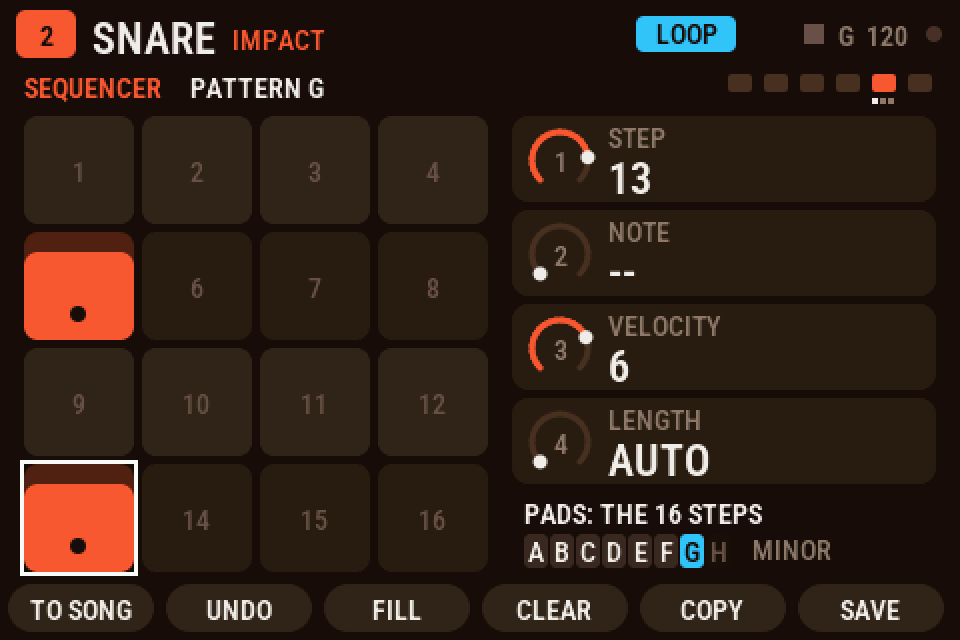 2 SNARE IMPACT LOOP G 120
SEQUENCER PATTERN G
1 2 3 4
6 7 8
9 10 11 12
14 15 16
1 STEP
13
2 NOTE
--
3 VELOCITY
6
4 LENGTH
AUTO
PADS: THE 16 STEPS
A B C D E F G H MINOR
TO SONG UNDO FILL CLEAR COPY SAVE